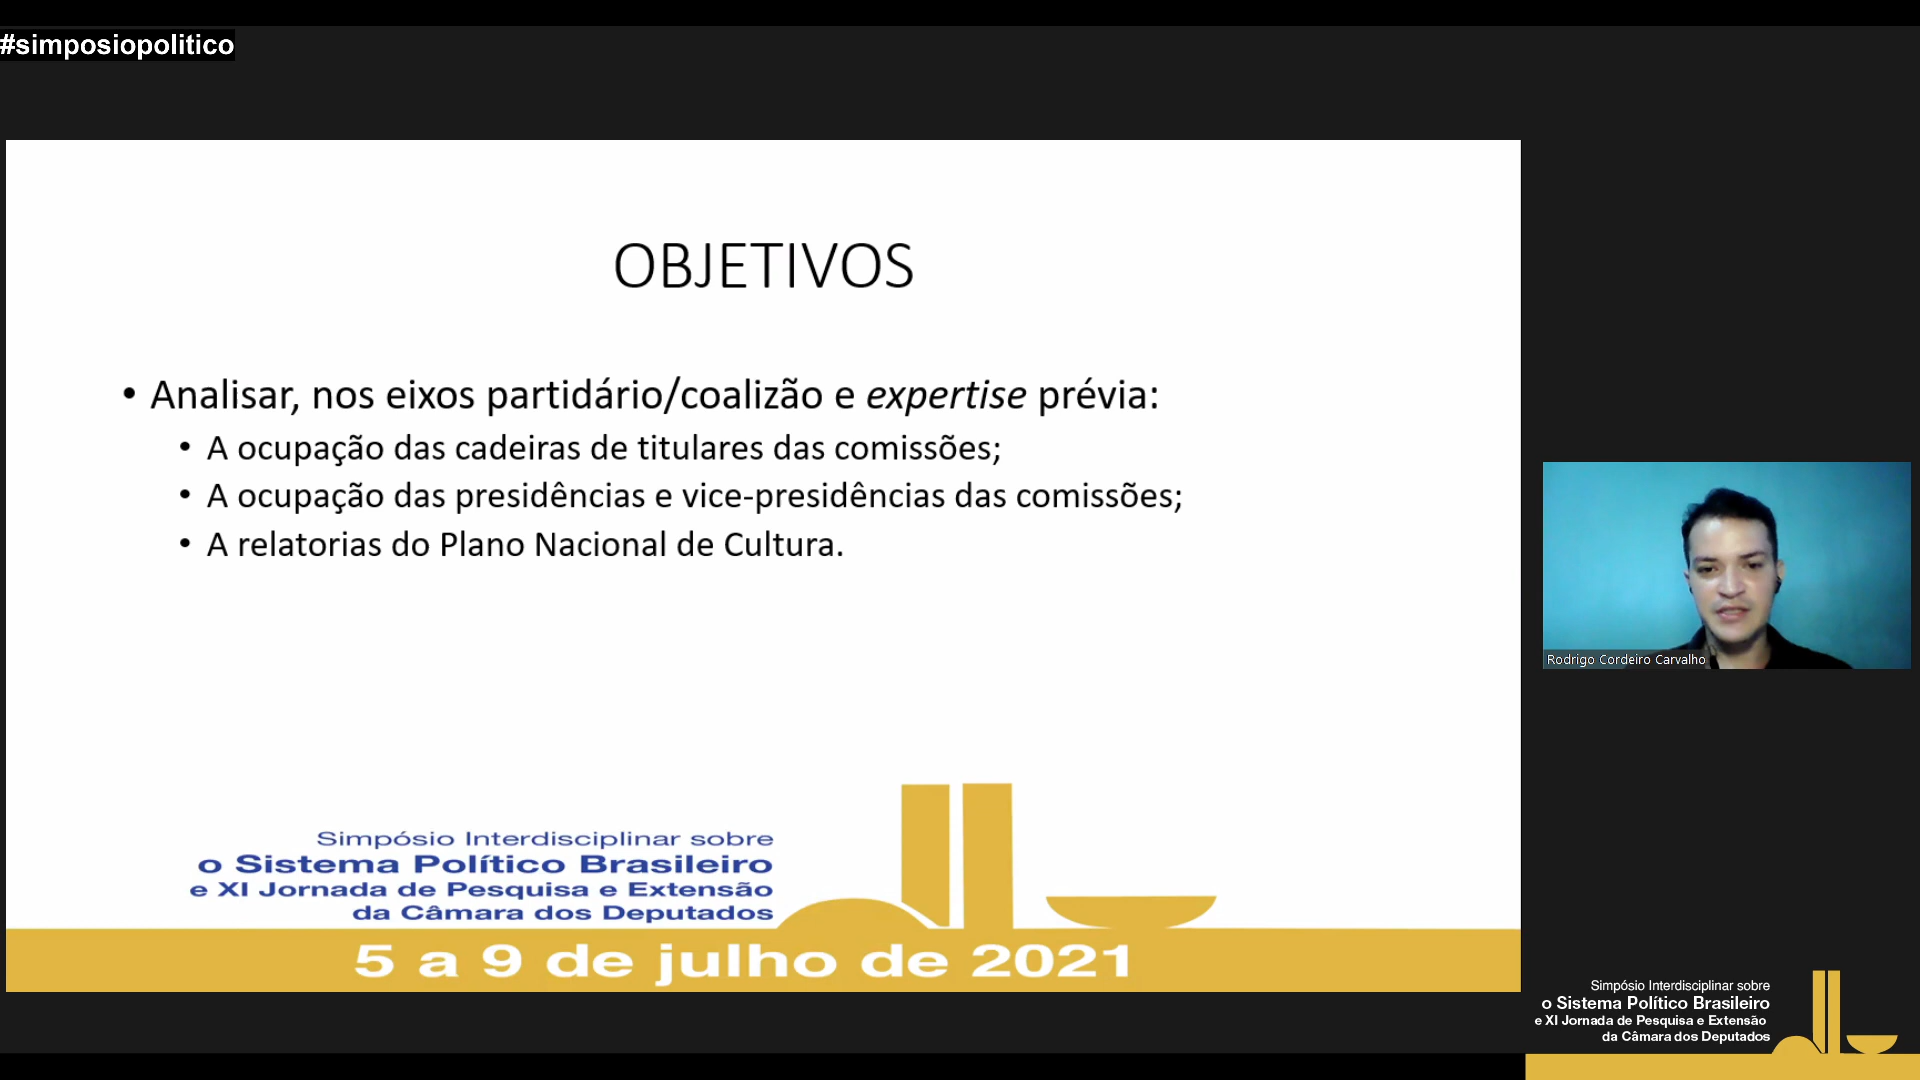 #simposiopolitico
OBJETIVOS
• Analisar, nos eixos partidário/coalizão e expertise prévia:
• A ocupação das cadeiras de titulares das comissões;
• A ocupação das presidências e vice-presidências das comissões;
• A relatorias do Plano Nacional de Cultura.
Simpósio Interdisciplinar sobre
o Sistema Político Brasileiro
e XI Jornada de Pesquisa e Extensão
da Câmara dos Deputados
5 a 9 de julho de 2021
Rodrigo Cordeiro Carvalho
Simpósio Interdisciplinar sobre
o Sistema Político Brasileiro
e XI Jornada de Pesquisa e Extensão
da Câmara dos Deputados